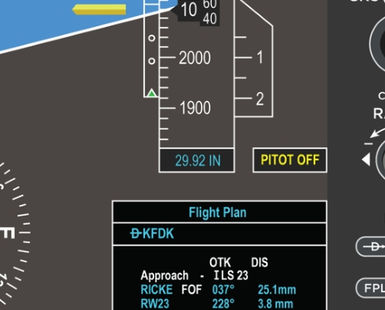 10 60
40
2000
1900
1
2
29.92 IN
PITOT OFF
Flight Plan
D KFDK
OTK DIS
Approach - ILS 23
RICKE FOF 037° 25.1mm
RW23 228° 3.8 mm
E
12
D
FPL